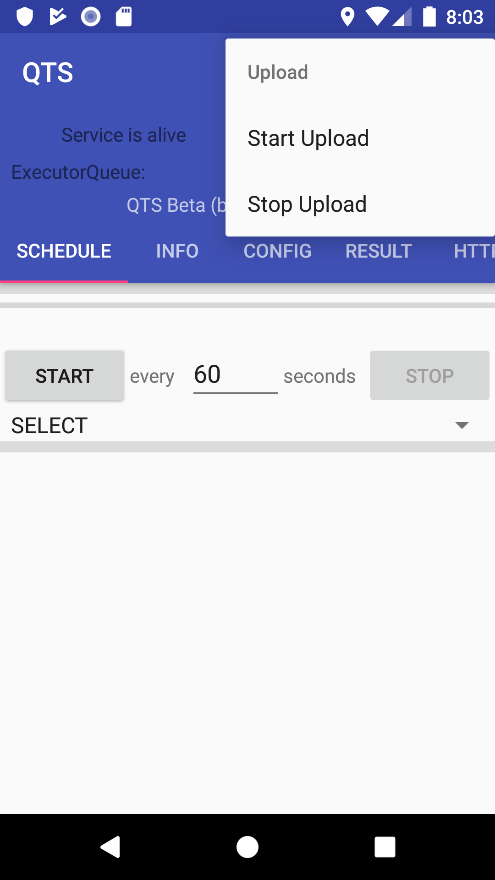 8:03
QTS
Upload
Service is alive
Start Upload
ExecutorQueue:
QTS Beta (b
Stop Upload
SCHEDULE INFO CONFIG RESULT HTT
START every 60 seconds STOP
SELECT